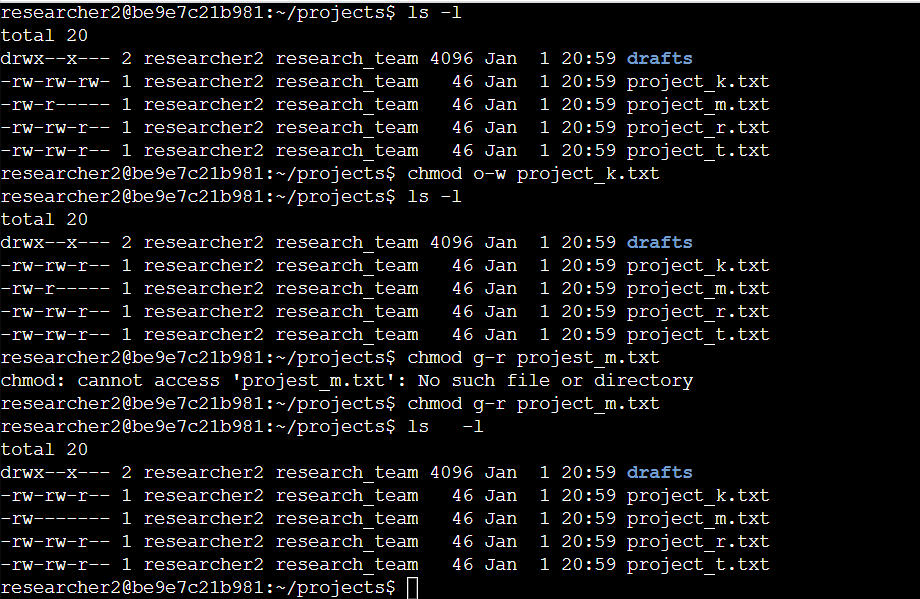 researcher2@be9e7c21b981:~/projects$ ls -l
total 20
drwx--x--- 2 researcher2 research_team 4096 Jan  1 20:59 drafts
-rw-rw-rw- 1 researcher2 research_team   46 Jan  1 20:59 project_k.txt
-rw-r----- 1 researcher2 research_team   46 Jan  1 20:59 project_m.txt
-rw-rw-r-- 1 researcher2 research_team   46 Jan  1 20:59 project_r.txt
-rw-rw-r-- 1 researcher2 research_team   46 Jan  1 20:59 project_t.txt
researcher2@be9e7c21b981:~/projects$ chmod o-w project_k.txt
researcher2@be9e7c21b981:~/projects$ ls -l
total 20
drwx--x--- 2 researcher2 research_team 4096 Jan  1 20:59 drafts
-rw-rw-r-- 1 researcher2 research_team   46 Jan  1 20:59 project_k.txt
-rw-r----- 1 researcher2 research_team   46 Jan  1 20:59 project_m.txt
-rw-rw-r-- 1 researcher2 research_team   46 Jan  1 20:59 project_r.txt
-rw-rw-r-- 1 researcher2 research_team   46 Jan  1 20:59 project_t.txt
researcher2@be9e7c21b981:~/projects$ chmod g-r projest_m.txt
chmod: cannot access 'projest_m.txt': No such file or directory
researcher2@be9e7c21b981:~/projects$ chmod g-r project_m.txt
researcher2@be9e7c21b981:~/projects$ ls   -l
total 20
drwx--x--- 2 researcher2 research_team 4096 Jan  1 20:59 drafts
-rw-rw-r-- 1 researcher2 research_team   46 Jan  1 20:59 project_k.txt
-rw------- 1 researcher2 research_team   46 Jan  1 20:59 project_m.txt
-rw-rw-r-- 1 researcher2 research_team   46 Jan  1 20:59 project_r.txt
-rw-rw-r-- 1 researcher2 research_team   46 Jan  1 20:59 project_t.txt
researcher2@be9e7c21b981:~/projects$